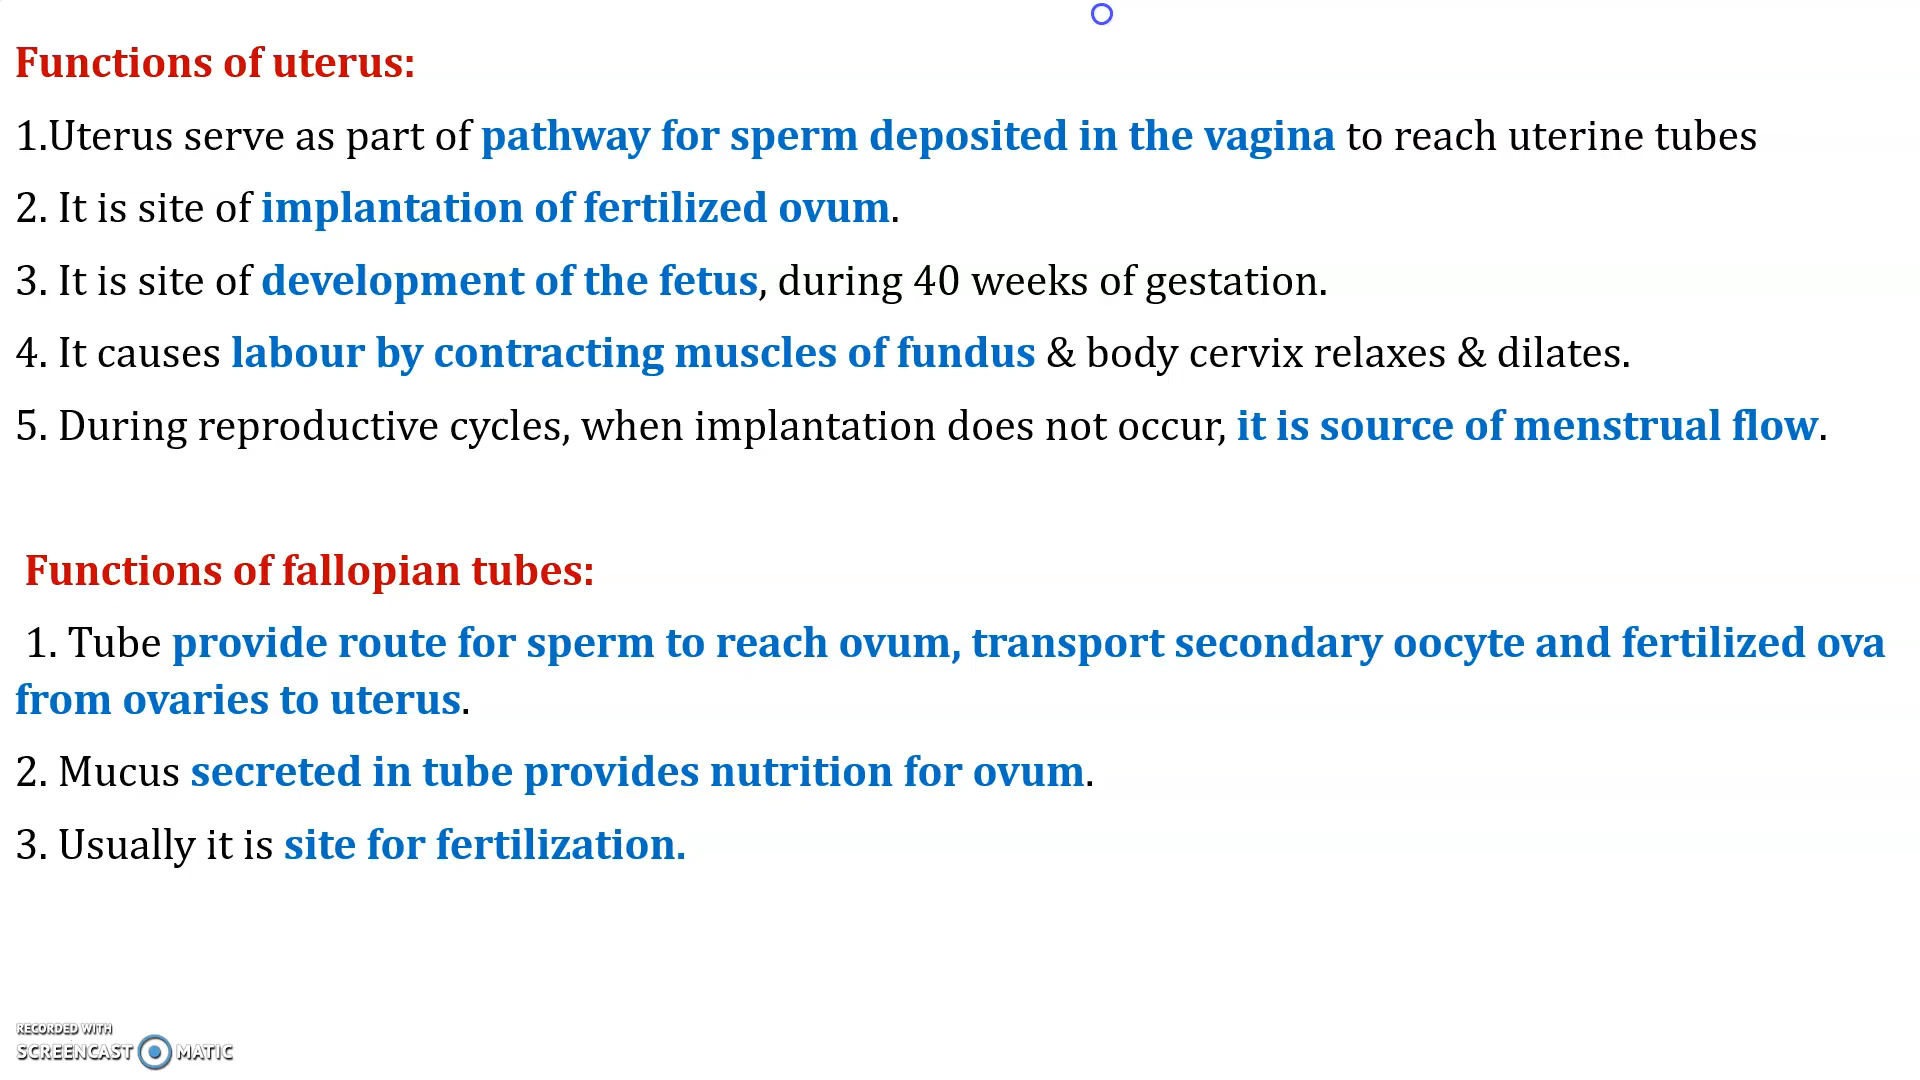 Functions of uterus:
1.Uterus serve as part of pathway for sperm deposited in the vagina to reach uterine tubes
2. It is site of implantation of fertilized ovum.
3. It is site of development of the fetus, during 40 weeks of gestation.
4. It causes labour by contracting muscles of fundus & body cervix relaxes & dilates.
5. During reproductive cycles, when implantation does not occur, it is source of menstrual flow.
Functions of fallopian tubes:
1. Tube provide route for sperm to reach ovum, transport secondary oocyte and fertilized ova
from ovaries to uterus.
2. Mucus secreted in tube provides nutrition for ovum.
3. Usually it is site for fertilization.
RECORDED WITH
SCREENCAST MATIC